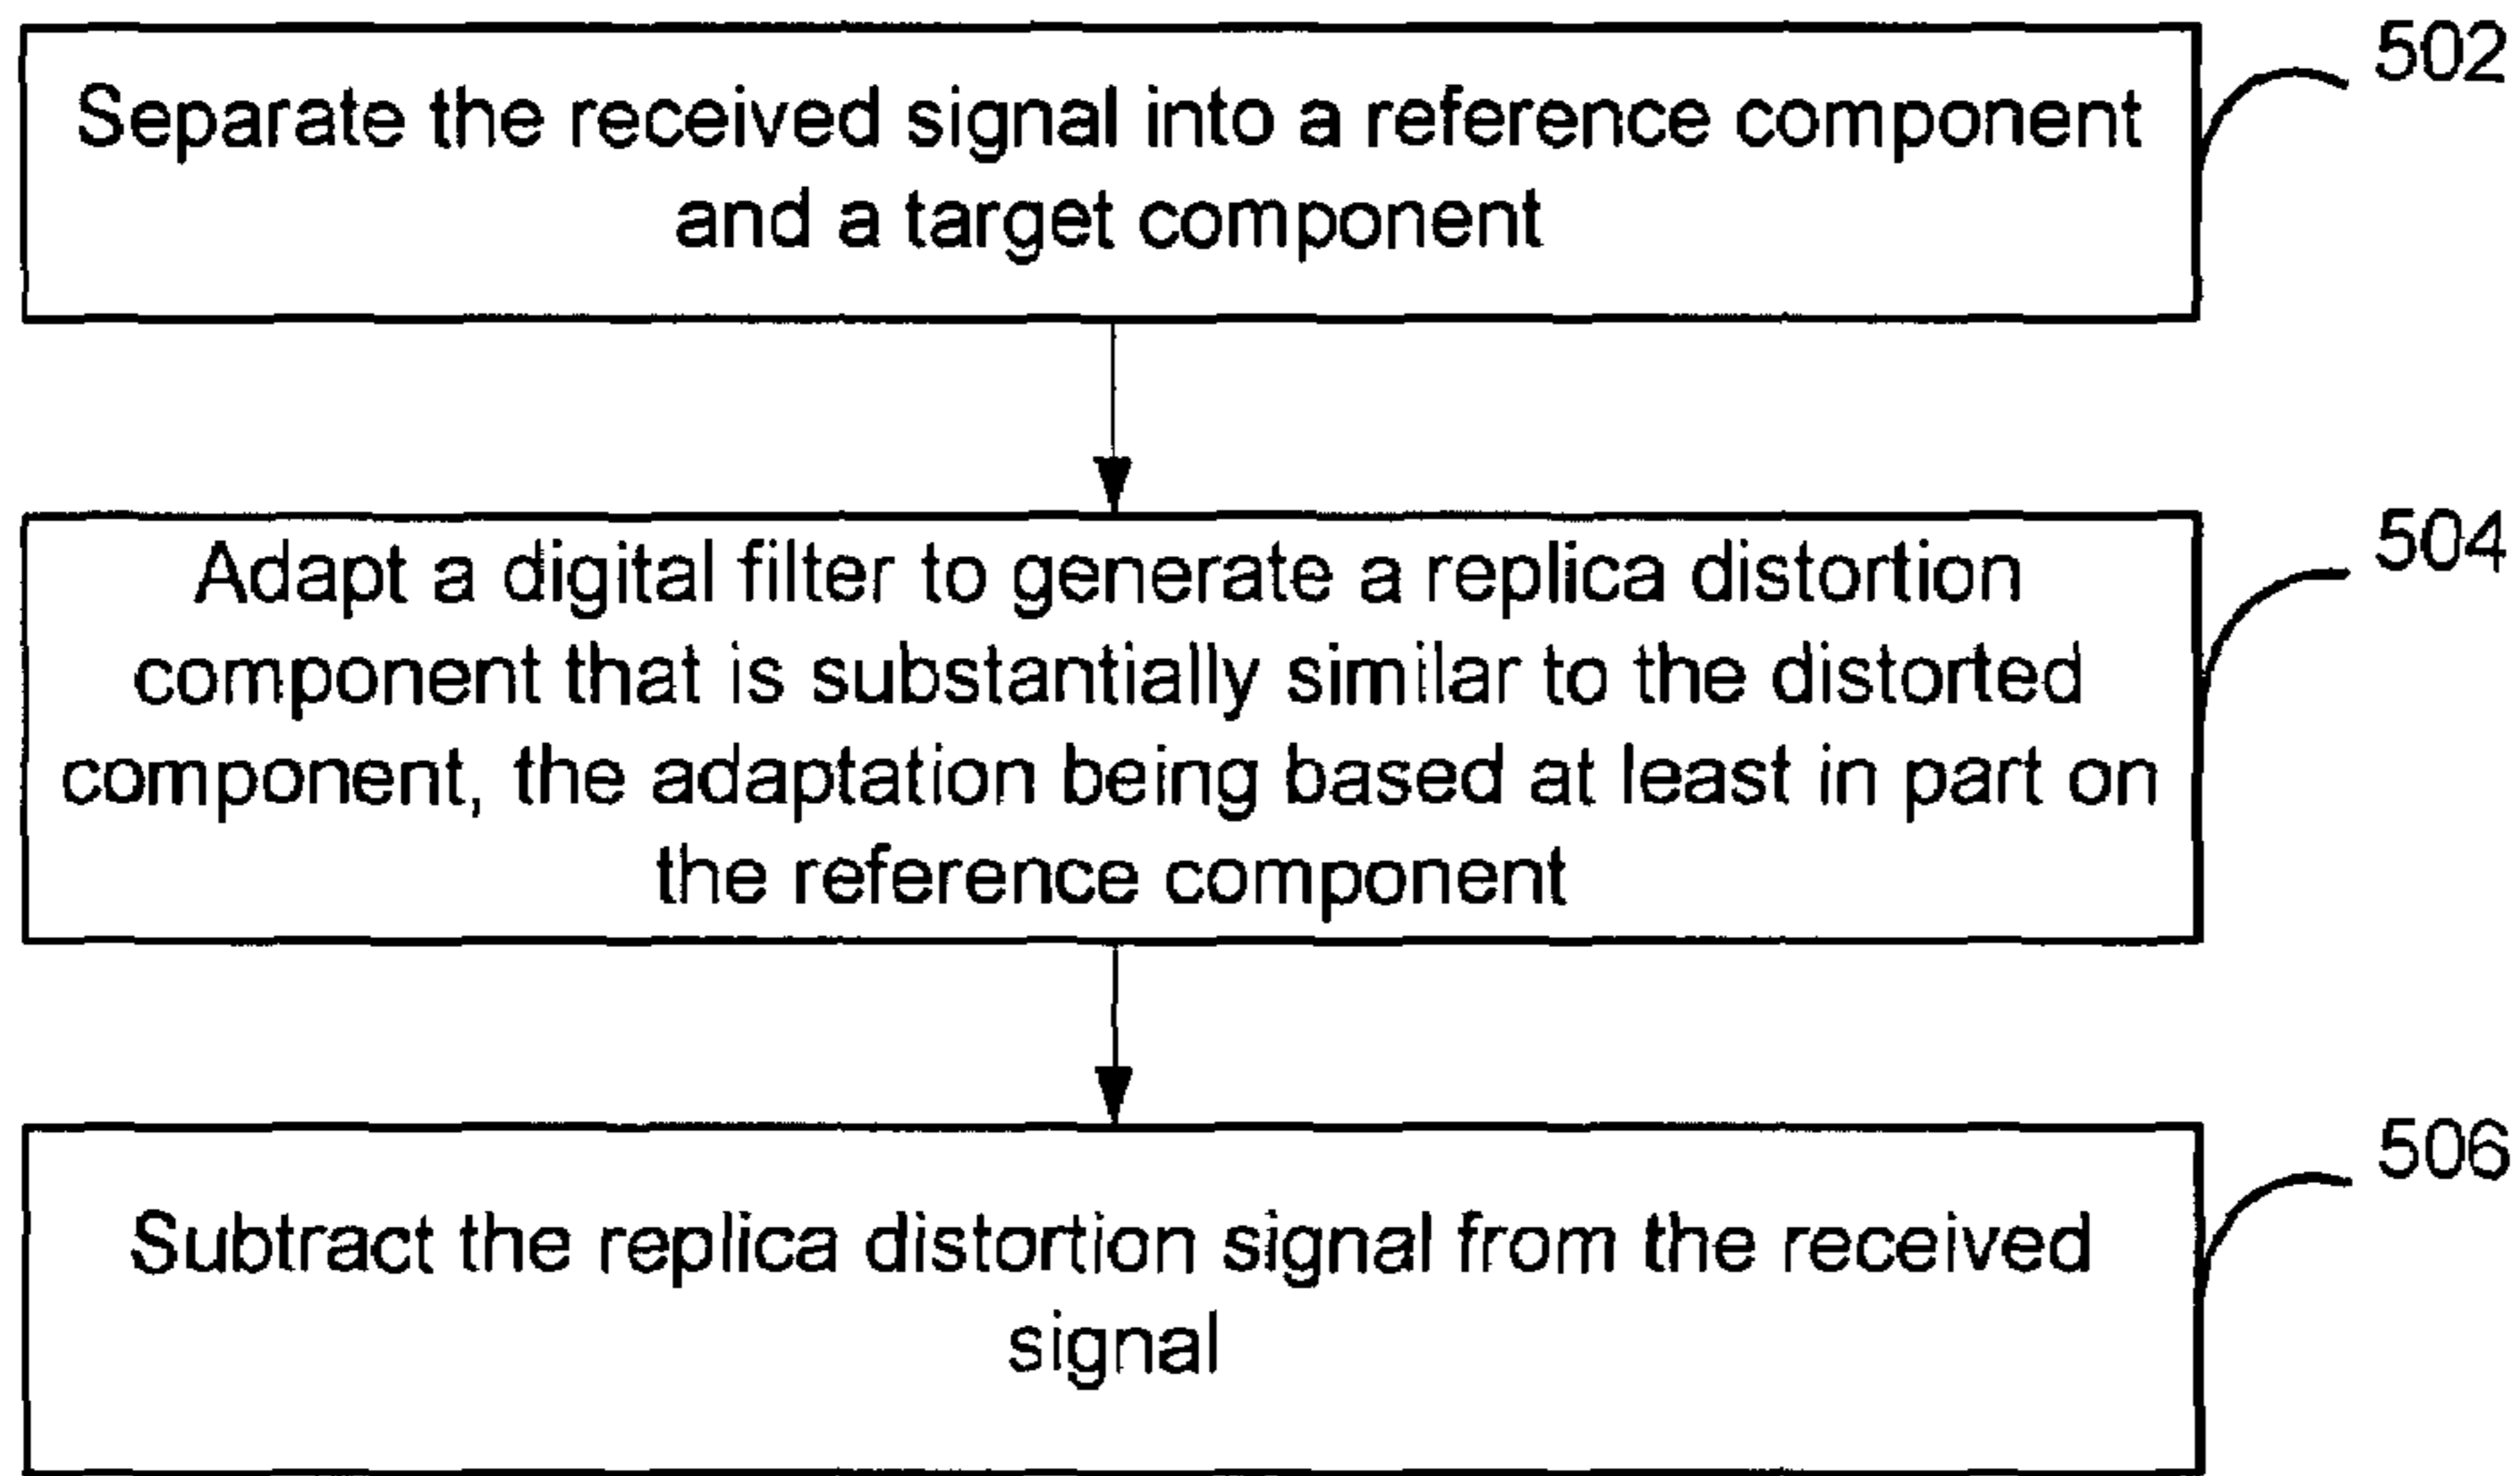 502
Separate the received signal into a reference component
and a target component
504
Adapt a digital filter to generate a replica distortion
component that is substantially similar to the distorted
component, the adaptation being based at least in part on
the reference component
506
Subtract the replica distortion signal from the received
signal